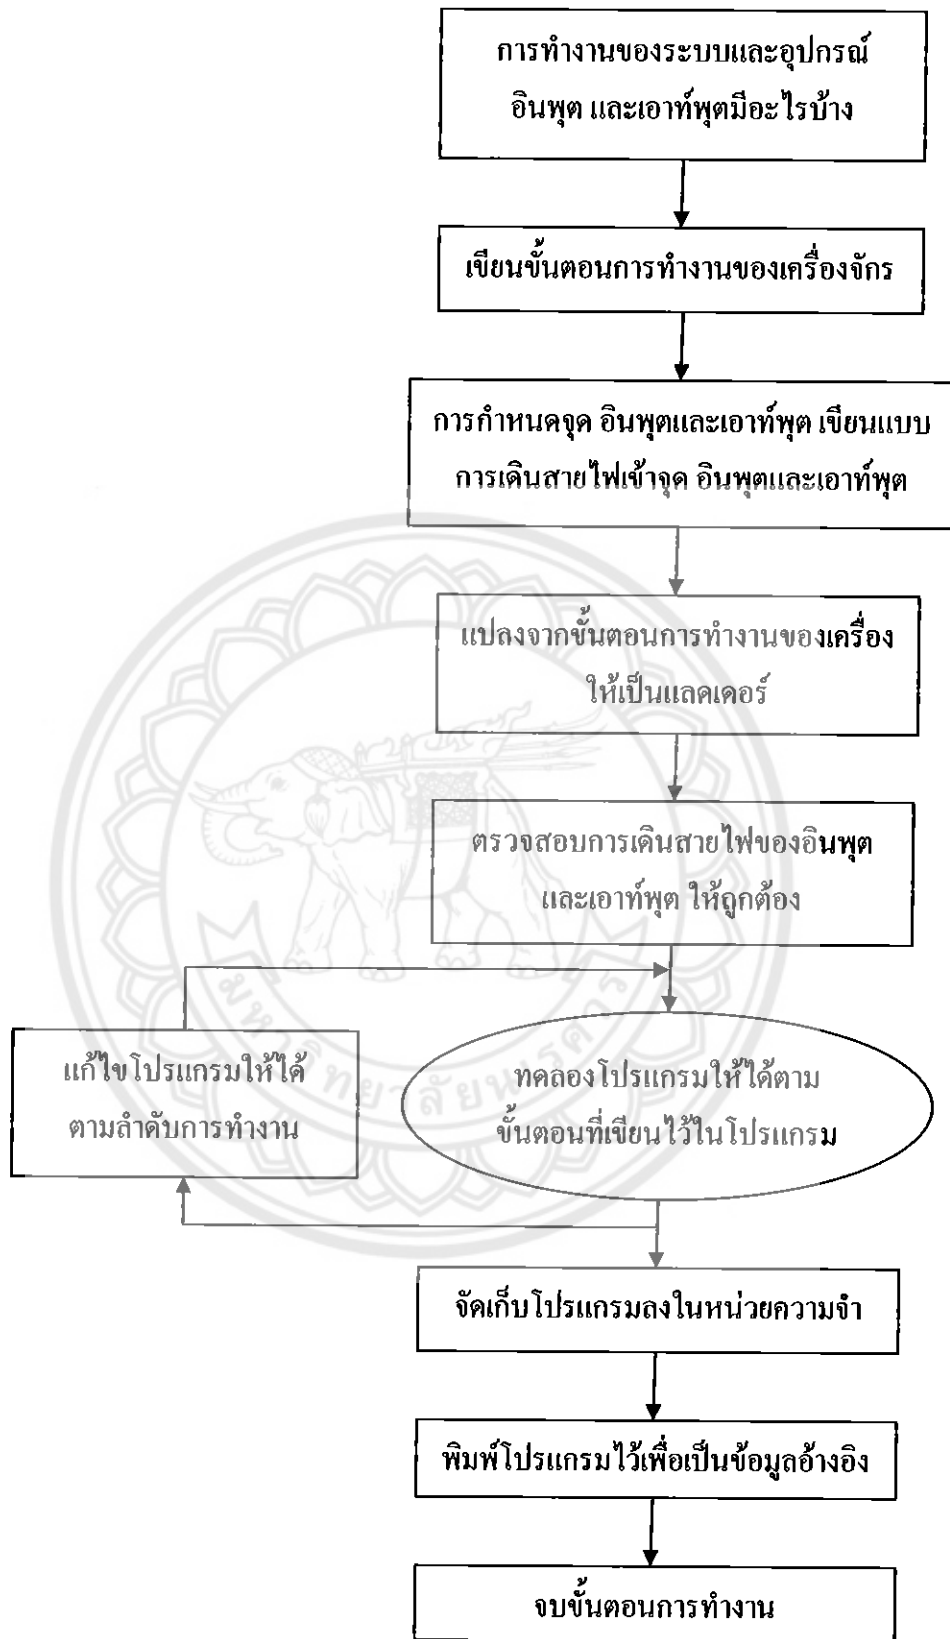 การทำงานของระบบและอุปกรณ์
อินพุต และเอาท์พุตมีอะไรบ้าง
เขียนขั้นตอนการทำงานของเครื่องจักร
การกำหนดจุด อินพุตและเอาท์พุต เขียนแบบ
การเดินสายไฟเข้าจุด อินพุตและเอาท์พุต
แปลงจากขั้นตอนการทำงานของเครื่อง
ให้เป็นแลดเดอร์
ตรวจสอบการเดินสายไฟของอินพุต
และเอาท์พุต ให้ถูกต้อง
แก้ไขโปรแกรมให้ได้
ตามลำดับการทำงาน
ทดลองโปรแกรมให้ได้ตาม
ขั้นตอนที่เขียนไว้ในโปรแกรม
มหาวิทยาลัยนเรศวร
จัดเก็บโปรแกรมลงในหน่วยความจำ
พิมพ์โปรแกรมไว้เพื่อเป็นข้อมูลอ้างอิง
จบขั้นตอนการทำงาน